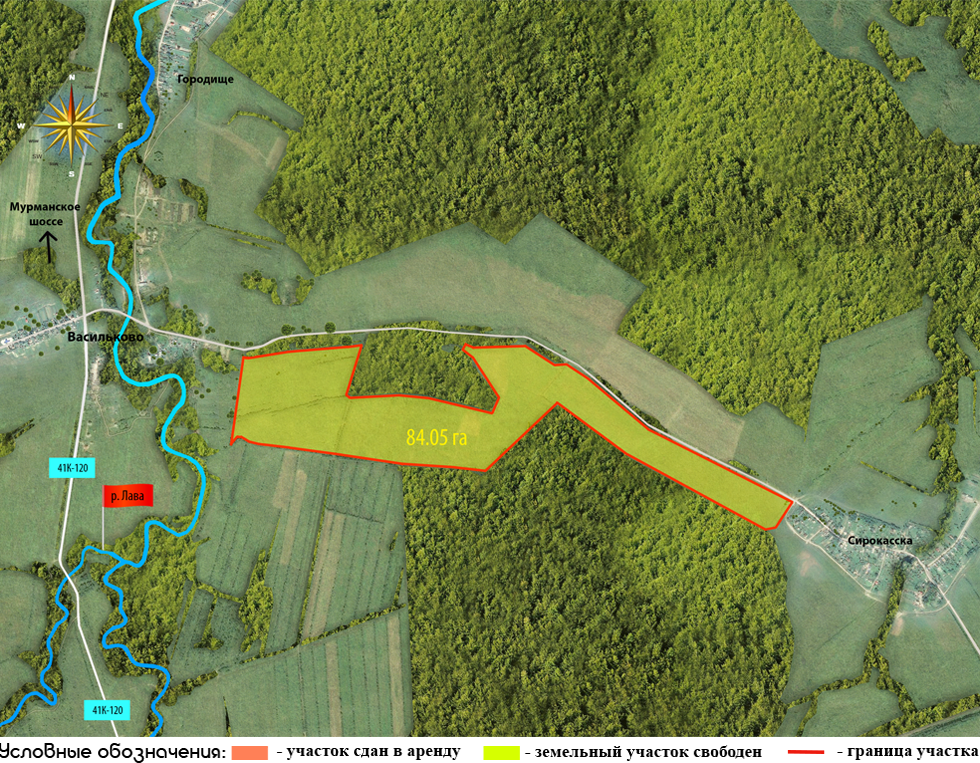 Городище
N
W
E
SW
S
Мурманское
шоссе
Васильково
84.05 га
41К-120
р. Лава
Сирокасска
41К-120
Условные обозначения:
- участок сдан в аренду
- земельный участок свободен
- граница участка